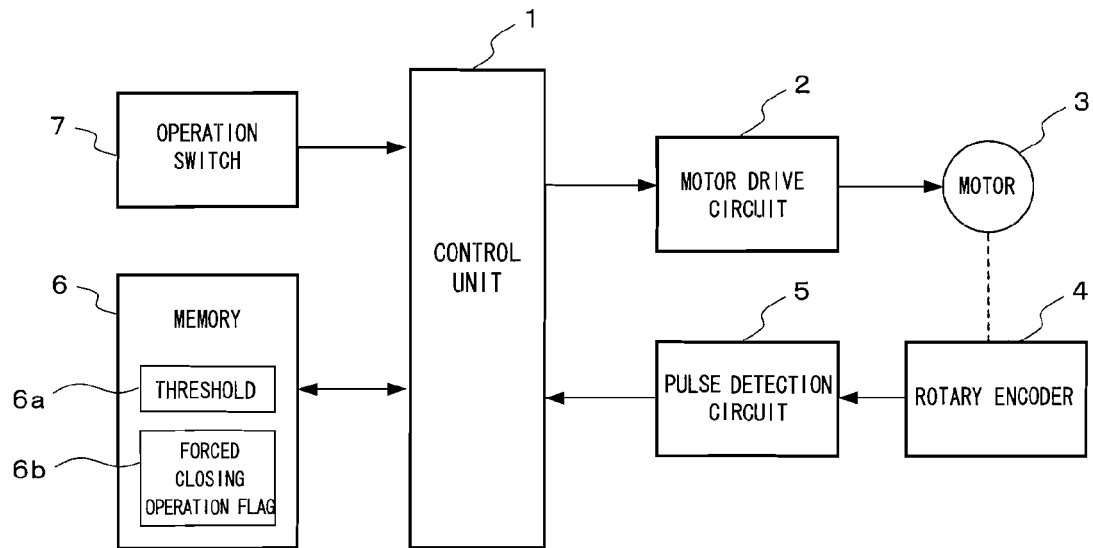 1
7
OPERATION
SWITCH
2
MOTOR DRIVE
CIRCUIT
3
MOTOR
CONTROL
UNIT
6
MEMORY
6a
THRESHOLD
6b
FORCED
CLOSING
OPERATION FLAG
5
PULSE DETECTION
CIRCUIT
4
ROTARY ENCODER